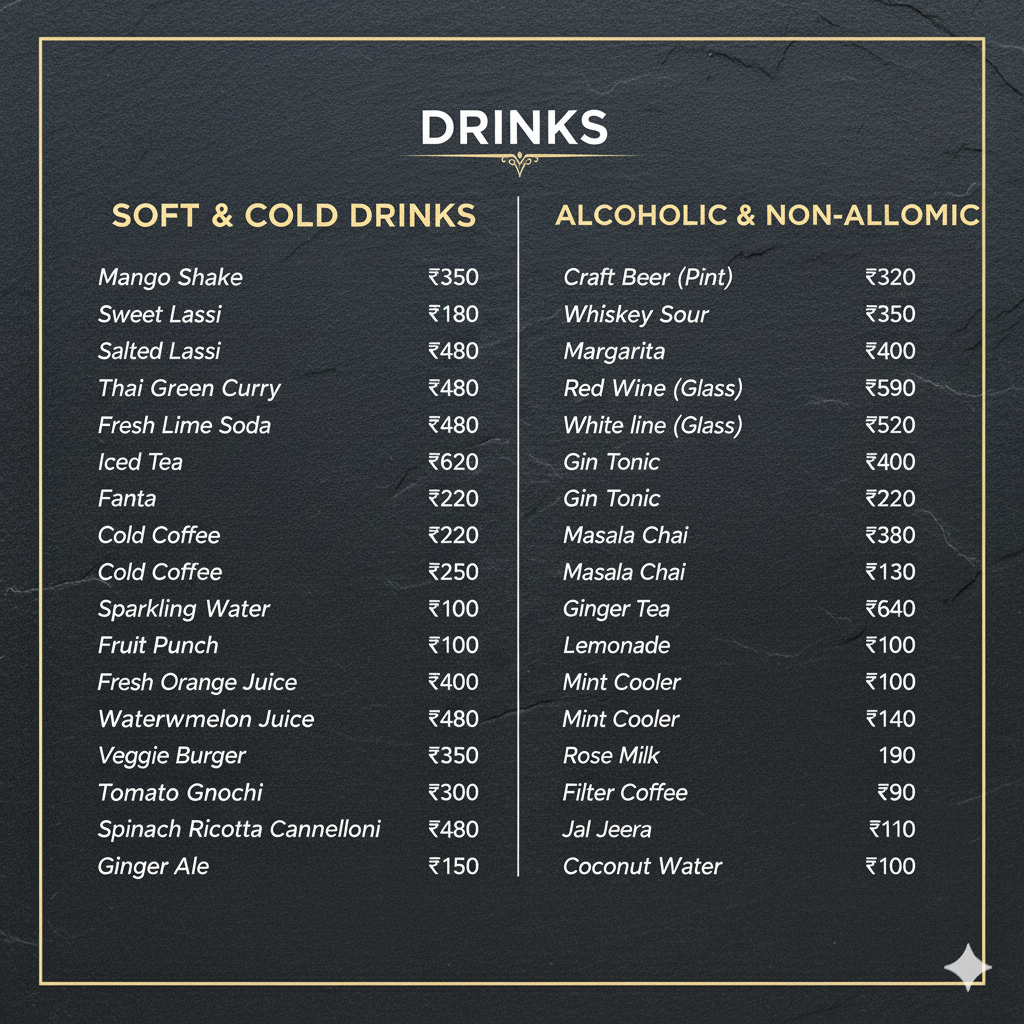 DRINKS
SOFT & COLD DRINKS
Mango Shake ₹350
Sweet Lassi ₹180
Salted Lassi ₹480
Thai Green Curry ₹480
Fresh Lime Soda ₹480
Iced Tea ₹620
Fanta ₹220
Cold Coffee ₹220
Cold Coffee ₹250
Sparkling Water ₹100
Fruit Punch ₹100
Fresh Orange Juice ₹400
Waterwmelon Juice ₹480
Veggie Burger ₹350
Tomato Gnochi ₹300
Spinach Ricotta Cannelloni ₹480
Ginger Ale ₹150
ALCOHOLIC & NON-ALLOMIC
Craft Beer (Pint) ₹320
Whiskey Sour ₹350
Margarita ₹400
Red Wine (Glass) ₹590
White line (Glass) ₹520
Gin Tonic ₹400
Gin Tonic ₹220
Masala Chai ₹380
Masala Chai ₹130
Ginger Tea ₹640
Lemonade ₹100
Mint Cooler ₹100
Mint Cooler ₹140
Rose Milk 190
Filter Coffee ₹90
Jal Jeera ₹110
Coconut Water ₹100